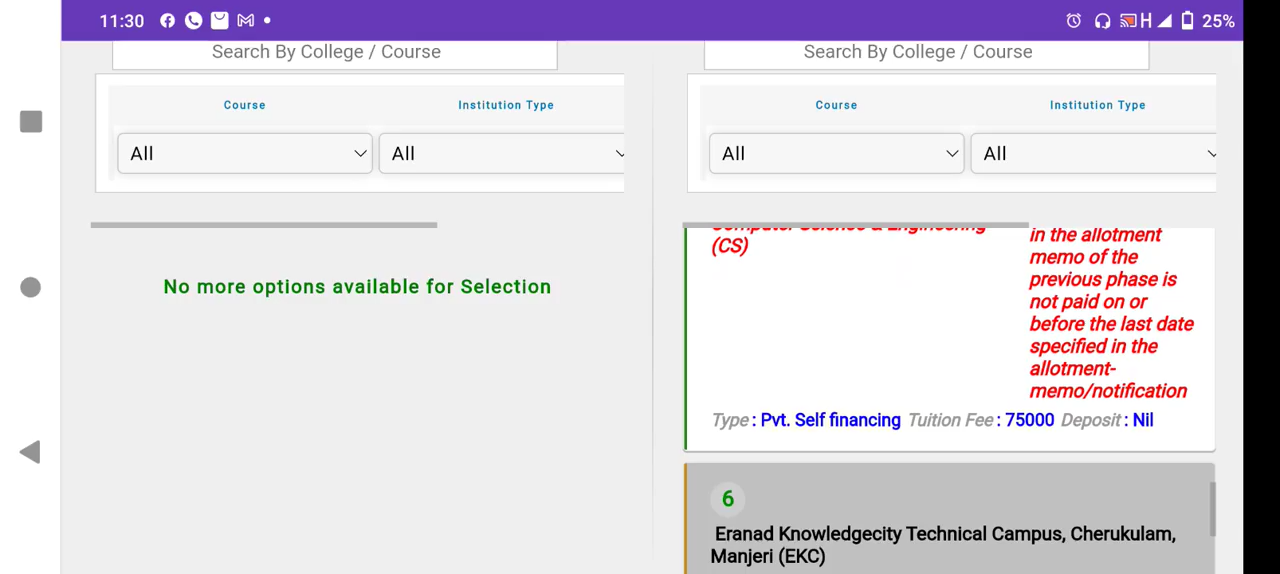 11:30
H
25%
Search By College / Course
Course
Institution Type
All
All
No more options available for Selection
Search By College / Course
Course
Institution Type
All
All
Computer Science & Engineering
(CS)
in the allotment
memo of the
previous phase is
not paid on or
before the last date
specified in the
allotment-
memo/notification
Type : Pvt. Self financing Tuition Fee : 75000 Deposit : Nil
6
Eranad Knowledgecity Technical Campus, Cherukulam,
Manjeri (EKC)